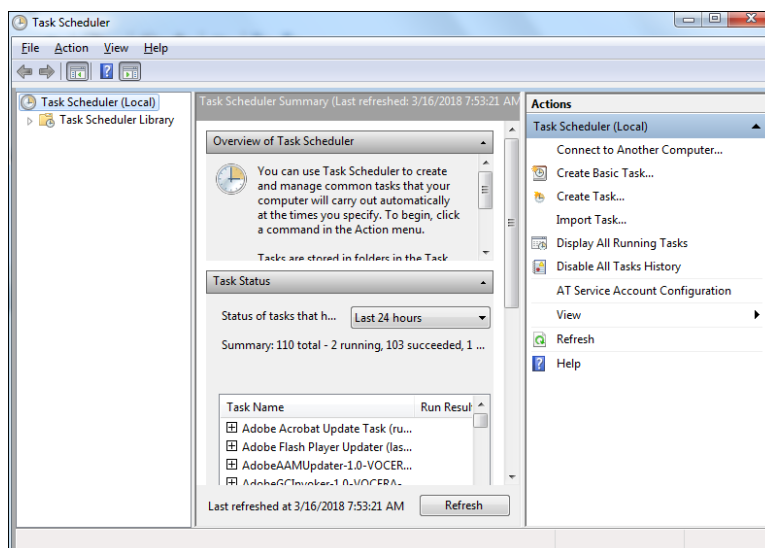 Task Scheduler
File Action View Help
Task Scheduler (Local)
Task Scheduler Library
Task Scheduler Summary (Last refreshed: 3/16/2018 7:53:21 AM
Overview of Task Scheduler
You can use Task Scheduler to create
and manage common tasks that your
computer will carry out automatically
at the times you specify. To begin, click
a command in the Action menu.
Tasks are stored in folders in the Task
Task Status
Status of tasks that h... Last 24 hours
Summary: 110 total - 2 running, 103 succeeded, 1 ...
Task Name Run Result
Adobe Acrobat Update Task (ru...
Adobe Flash Player Updater (las...
AdobeAAMUpdater-1.0-VOCER...
AdobeGCInvoker-1.0-VOCERA-
Last refreshed at 3/16/2018 7:53:21 AM Refresh
Actions
Task Scheduler (Local)
Connect to Another Computer...
Create Basic Task...
Create Task...
Import Task...
Display All Running Tasks
Disable All Tasks History
AT Service Account Configuration
View
Refresh
Help